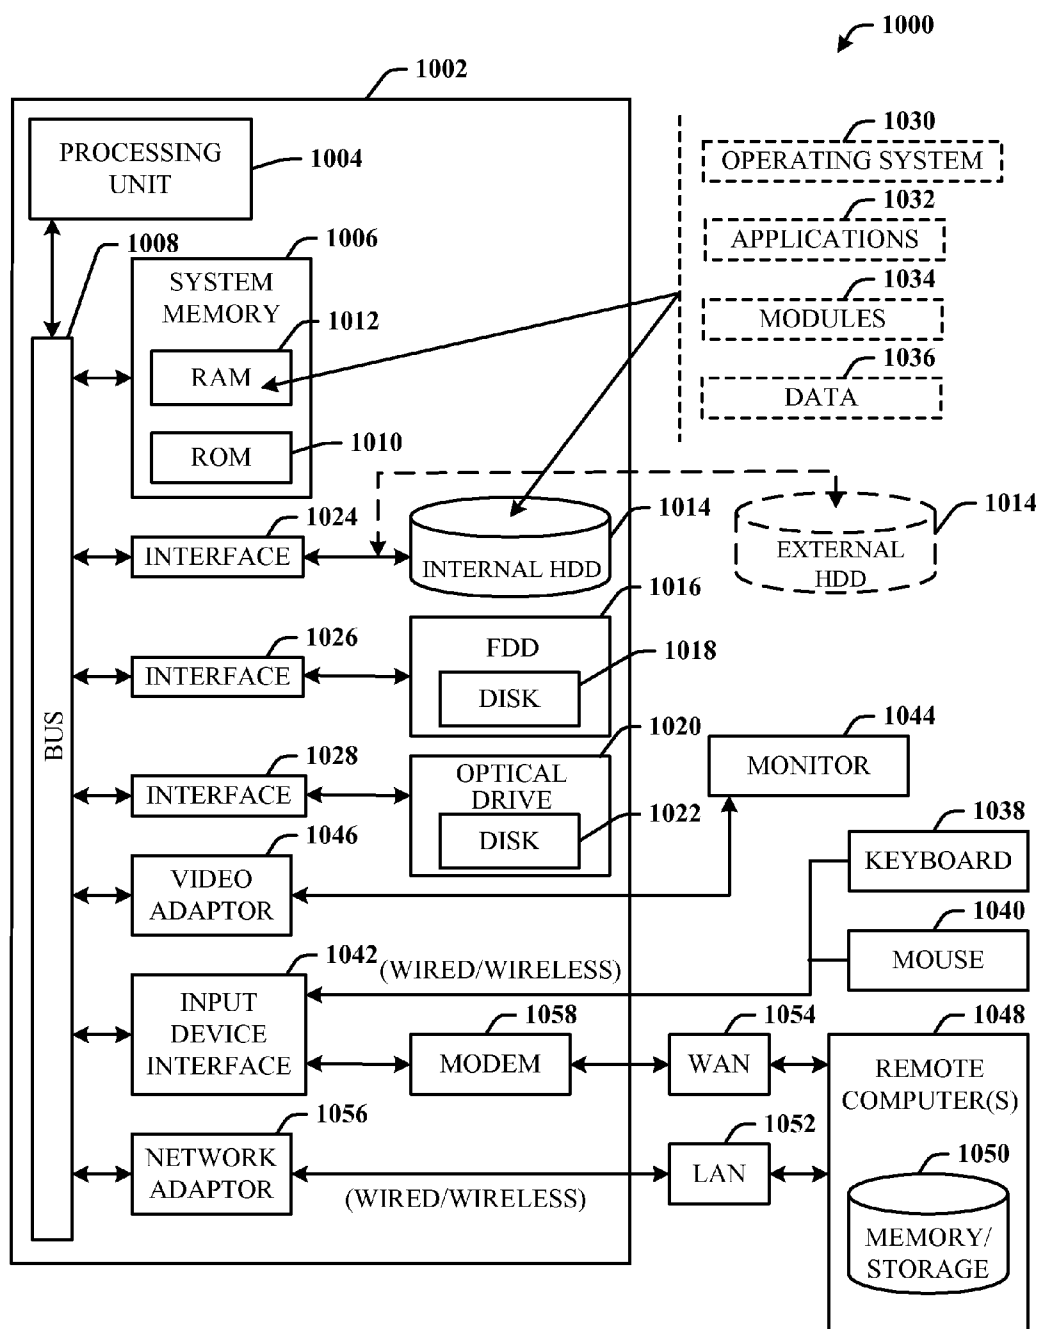 1000
1002
PROCESSING
UNIT
1004
1030
OPERATING SYSTEM
1032
APPLICATIONS
1034
MODULES
1036
DATA
1008
1006
SYSTEM
MEMORY
1012
RAM
1010
ROM
1024
INTERFACE
1014
INTERNAL HDD
1014
EXTERNAL
HDD
1026
INTERFACE
1016
FDD
1018
DISK
BUS
1028
INTERFACE
1020
OPTICAL
DRIVE
1022
DISK
1044
MONITOR
1046
VIDEO
ADAPTOR
1038
KEYBOARD
1040
MOUSE
1042
(WIRED/WIRELESS)
INPUT
DEVICE
INTERFACE
1058
MODEM
1054
WAN
1048
REMOTE
COMPUTER(S)
1056
NETWORK
ADAPTOR
(WIRED/WIRELESS)
1052
LAN
1050
MEMORY/
STORAGE